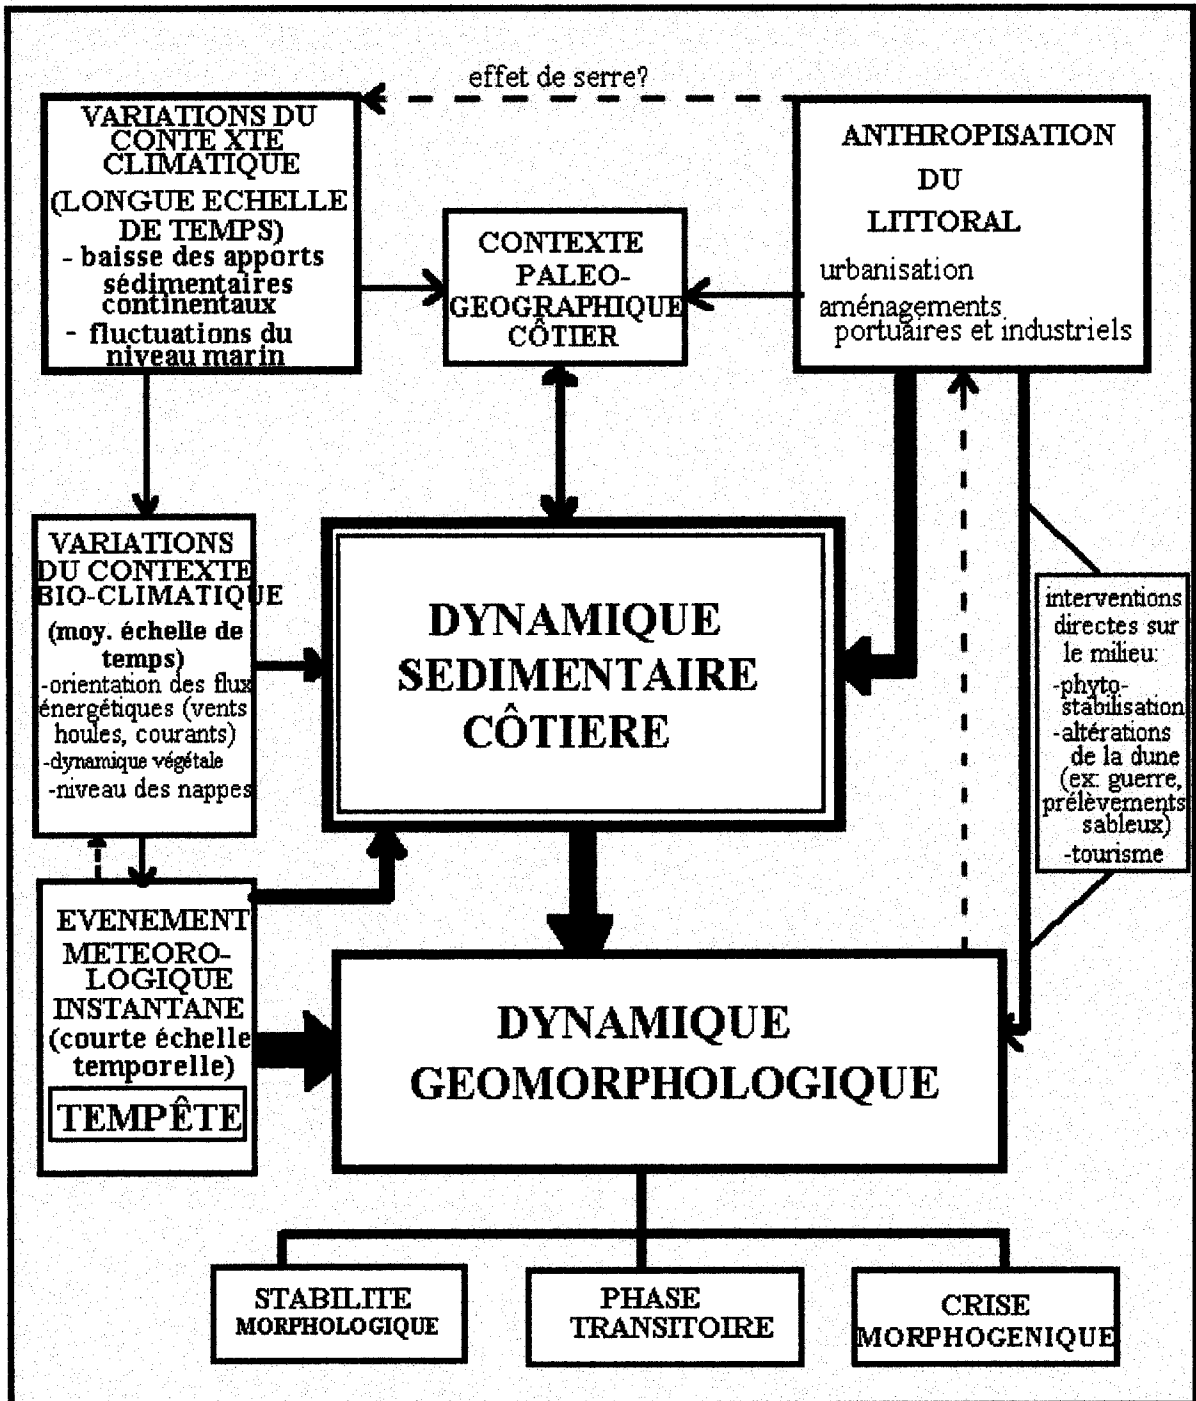 effet de serre?
VARIATIONS DU
CONTE XTE
CLIMATIQUE
(LONGUE ECHELLE
DE TEMPS)
- baisse des apports
sédimentaires
continentaux
- fluctuations du
niveau marin
CONTEXTE
PALEO-
GEOGRAPHIQUE
CÔTIER
ANTHROPISATION
DU
LITTORAL
urbanisation
aménagements
portuaires et industriels
VARIATIONS
DU CONTEXTE
BIO-CLIMATIQUE
(moy. échelle de
temps)
-orientation des flux
énergétiques (vents
houles, courants)
-dynamique végétale
-niveau des nappes
DYNAMIQUE
SEDIMENTAIRE
CÔTIERE
interventions
directes sur
le milieu:
-phyto-
stabilisation
-altérations
de la dune
(ex: guerre,
prélèvements
sableux)
-tourisme
EVENEMENT
METEORO-
LOGIQUE
INSTANTANE
(courte échelle
temporelle)
TEMPÊTE
DYNAMIQUE
GEOMORPHOLOGIQUE
STABILITE
MORPHOLOGIQUE
PHASE
TRANSITOIRE
CRISE
MORPHOGENIQUE